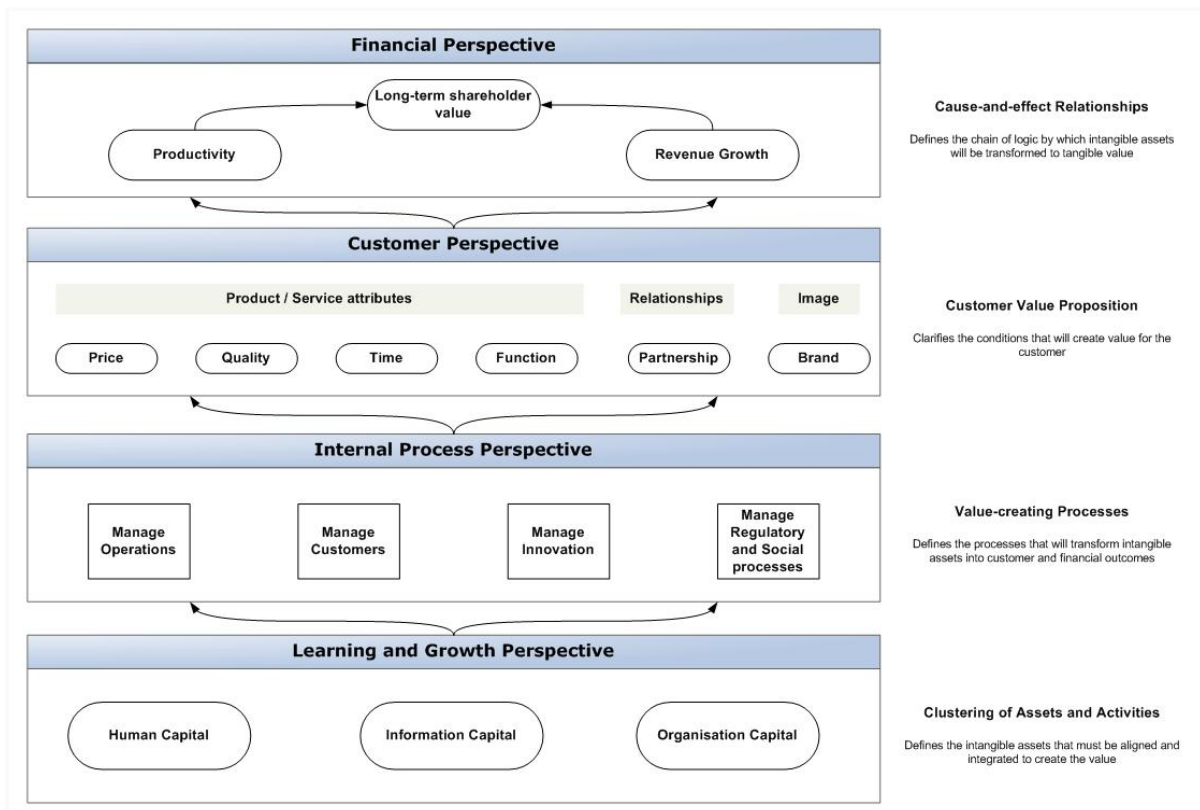 Financial Perspective
Long-term shareholder
value
Productivity
Revenue Growth
Cause-and-effect Relationships
Defines the chain of logic by which intangible assets
will be transformed to tangible value
Customer Perspective
Product / Service attributes
Relationships
Image
Price
Quality
Time
Function
Partnership
Brand
Customer Value Proposition
Clarifies the conditions that will create value for the
customer
Internal Process Perspective
Manage
Operations
Manage
Customers
Manage
Innovation
Manage
Regulatory
and Social
processes
Value-creating Processes
Defines the processes that will transform intangible
assets into customer and financial outcomes
Learning and Growth Perspective
Human Capital
Information Capital
Organisation Capital
Clustering of Assets and Activities
Defines the intangible assets that must be aligned and
integrated to create the value